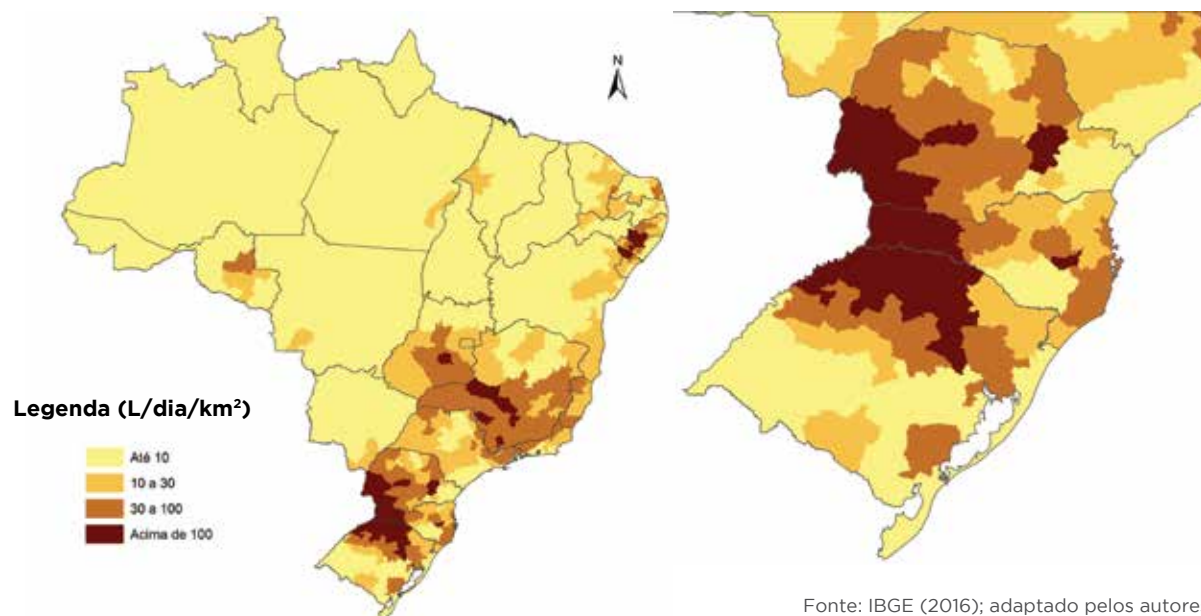 N
Legenda (L/dia/km²)
Até 10
10 a 30
30 a 100
Acima de 100
Fonte: IBGE (2016); adaptado pelos autore